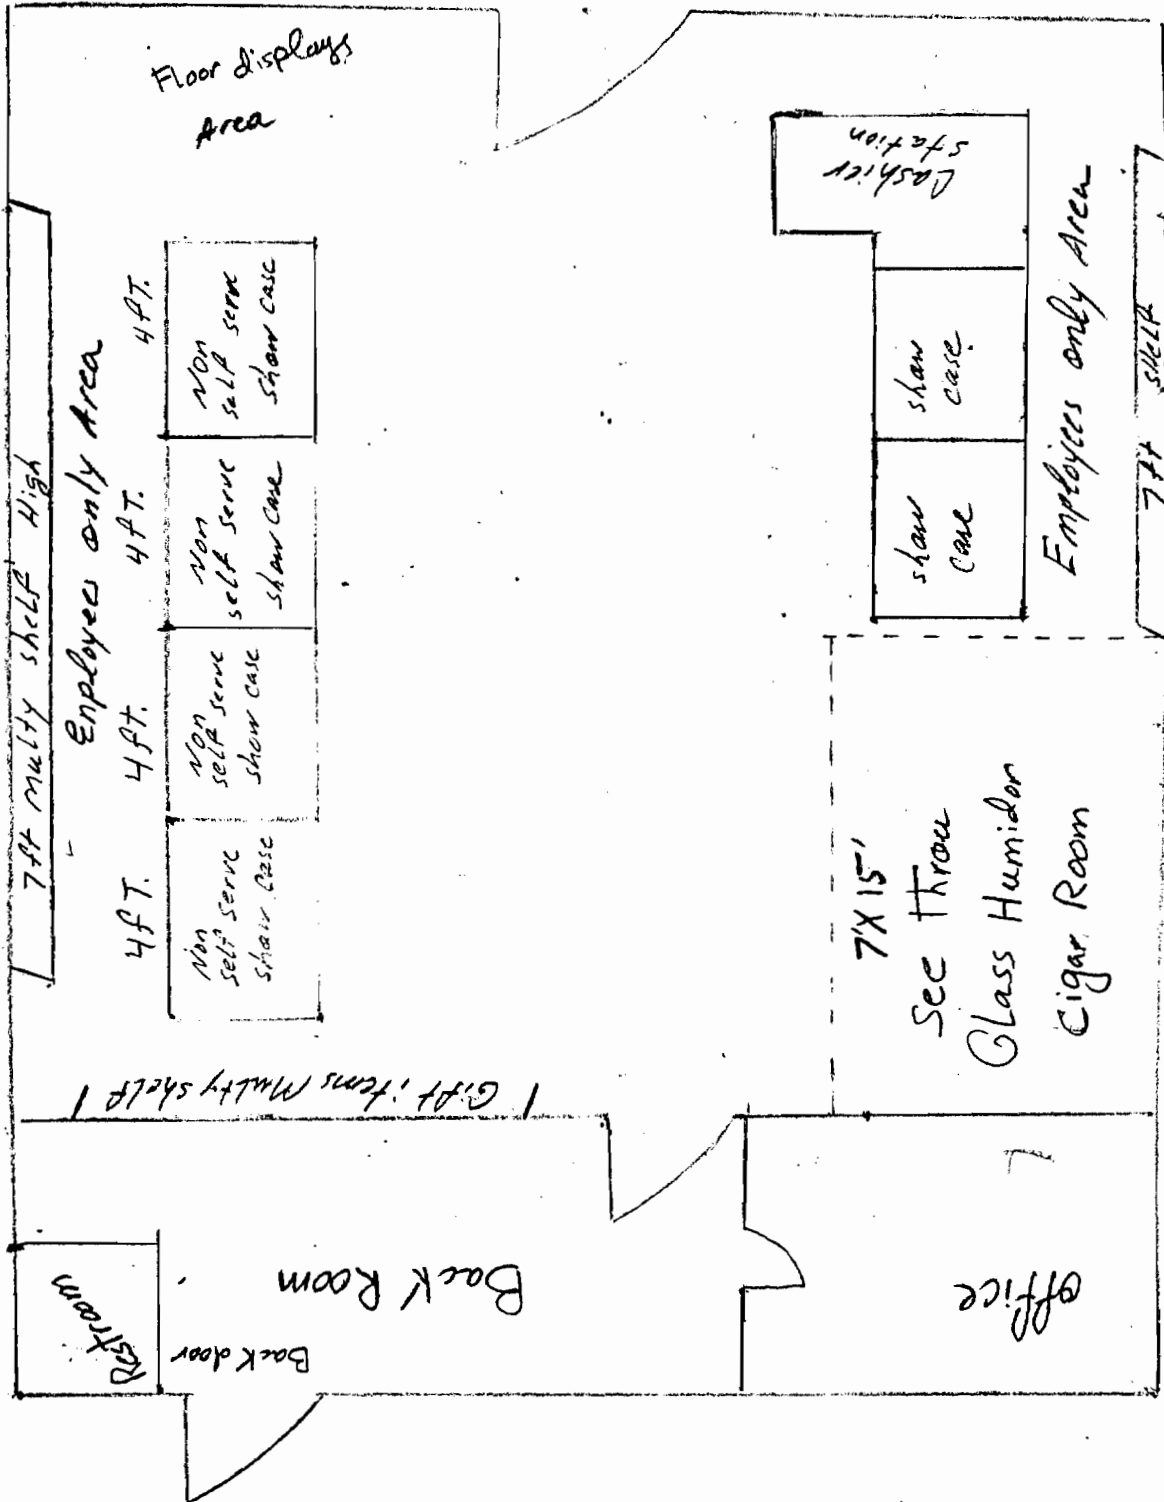 Floor displays
Area
7ft Multy shelf High
Enployees only Area
4fT.
4fT.
4fT.
4fT.
Non
self serve
show case
Non
self serve
show case
Non
self serve
show case
Non
self serve
show case
Cashier
station
show
case
show
case
Employees only Area
7ft shelf
7'X15'
See Throu
Glass Humidor
Cigar Room
Gift items Multy shelf
Restroom
Back door
Back Room
office